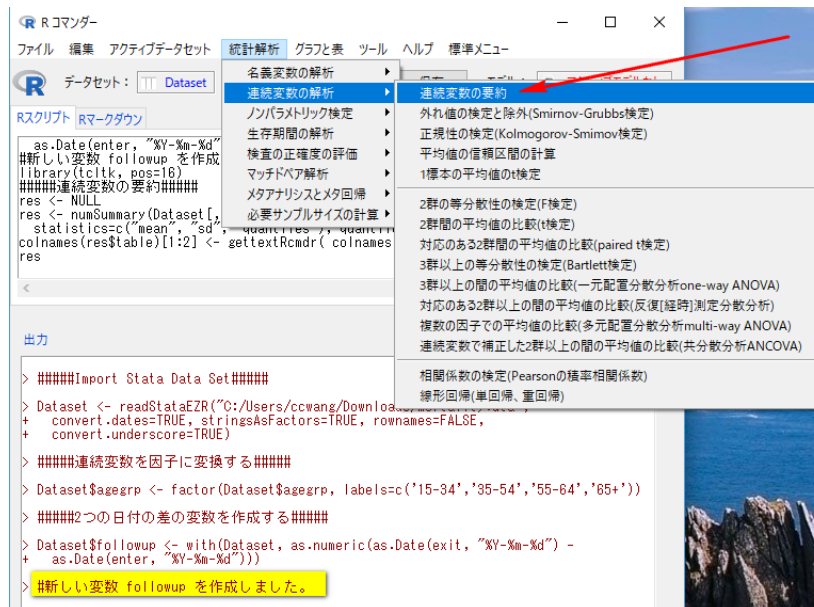 R コマンダー
ファイル 編集 アクティブデータセット 統計解析 グラフと表 ツール ヘルプ 標準メニュー
データセット: Dataset
名義変数の解析
連続変数の解析
ノンパラメトリック検定
生存期間の解析
検査の正確度の評価
マッチドペア解析
メタアナリシスとメタ回帰
必要サンプルサイズの計算
連続変数の要約
外れ値の検定と除外(Smirnov-Grubbs検定)
正規性の検定(Kolmogorov-Smirnov検定)
平均値の信頼区間の計算
1標本の平均値のt検定
2群の等分散性の検定(F検定)
2群間の平均値の比較(t検定)
対応のある2群間の平均値の比較(paired t検定)
3群以上の等分散性の検定(Bartlett検定)
3群以上の間の平均値の比較(一元配置分散分析one-way ANOVA)
対応のある2群以上の間の平均値の比較(反復[経時]測定分散分析)
複数の因子での平均値の比較(多元配置分散分析multi-way ANOVA)
連続変数で補正した2群以上の間の平均値の比較(共分散分析ANCOVA)
相関係数の検定(Pearsonの積率相関係数)
線形回帰(単回帰、重回帰)
Rスクリプト Rマークダウン
as.Date(enter, "%Y-%m-%d"
#新しい変数 followup を作成
library(tcltk, pos=16)
#####連続変数の要約#####
res <- NULL
res <- numSummary(Dataset[,
statistics=c("mean", "sd", "quantiles"), quantil
colnames(res$table)[1:2] <- gettextRcmdr( colnames
res
出力
> #####Import Stata Data Set#####
> Dataset <- readStataEZR("C:/Users/ccwang/Downloads/
+ convert.dates=TRUE, stringsAsFactors=TRUE, rownames=FALSE,
+ convert.underscore=TRUE)
> #####連続変数を因子に変換する#####
> Dataset$agegrp <- factor(Dataset$agegrp, labels=c('15-34','35-54','55-64','65+'))
> #####2つの日付の差の変数を作成する#####
> Dataset$followup <- with(Dataset, as.numeric(as.Date(exit, "%Y-%m-%d") -
+ as.Date(enter, "%Y-%m-%d")))
> #新しい変数 followup を作成しました。